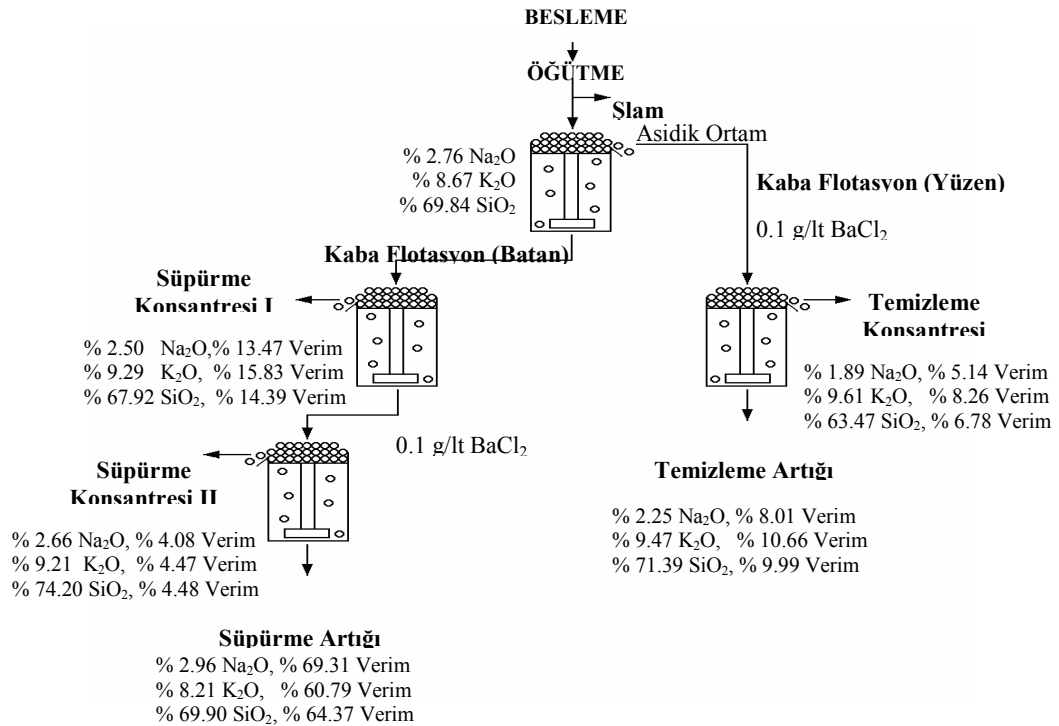 BESLEME
ÖĞÜTME
Şlam
Asidik Ortam
% 2.76 Na₂O
% 8.67 K₂O
% 69.84 SiO₂
Kaba Flotasyon (Yüzen)
0.1 g/lt BaCl₂
Kaba Flotasyon (Batan)
Süpürme
Konsantresi I
% 2.50 Na₂O,% 13.47 Verim
% 9.29 K₂O, % 15.83 Verim
% 67.92 SiO₂, % 14.39 Verim
Temizleme
Konsantresi
% 1.89 Na₂O, % 5.14 Verim
% 9.61 K₂O, % 8.26 Verim
% 63.47 SiO₂, % 6.78 Verim
0.1 g/lt BaCl₂
Süpürme
Konsantresi II
% 2.66 Na₂O, % 4.08 Verim
% 9.21 K₂O, % 4.47 Verim
% 74.20 SiO₂, % 4.48 Verim
Temizleme Artığı
% 2.25 Na₂O, % 8.01 Verim
% 9.47 K₂O, % 10.66 Verim
% 71.39 SiO₂, % 9.99 Verim
Süpürme Artığı
% 2.96 Na₂O, % 69.31 Verim
% 8.21 K₂O, % 60.79 Verim
% 69.90 SiO₂, % 64.37 Verim